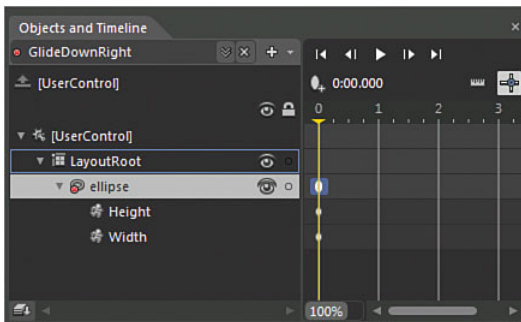 Objects and Timeline
GlideDownRight
[UserControl]
0:00.000
0 1 2 3
[UserControl]
LayoutRoot
ellipse
Height
Width
100%